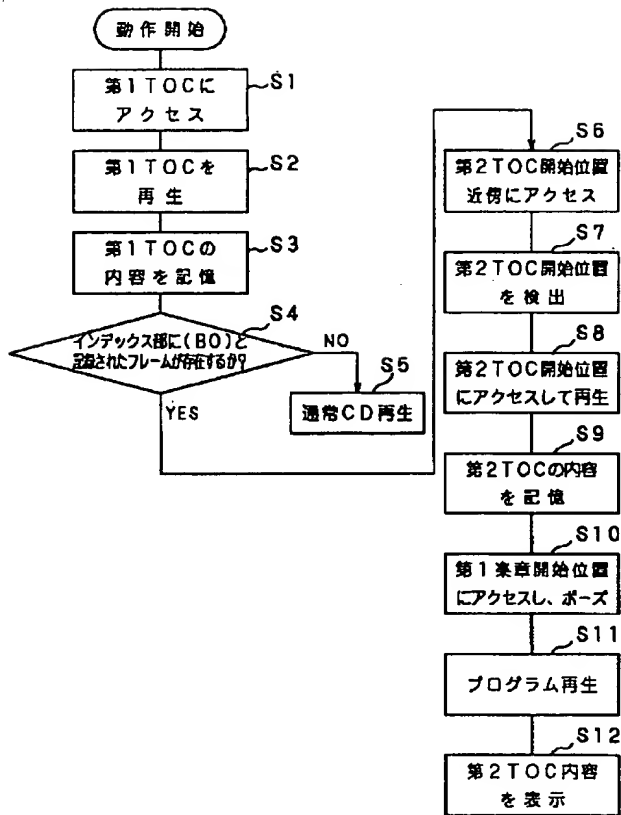 動作開始
S1
第1TOCに
アクセス
S2
第1TOCを
再生
S3
第1TOCの
内容を記憶
S4
インデックス部に(B0)と
記録されたフレームが存在するか?
NO
YES
S5
通常CD再生
S6
第2TOC開始位置
近傍にアクセス
S7
第2TOC開始位置
を検出
S8
第2TOC開始位置
にアクセスして再生
S9
第2TOCの内容
を記憶
S10
第1楽章開始位置
にアクセスし、ポーズ
S11
プログラム再生
S12
第2TOC内容
を表示